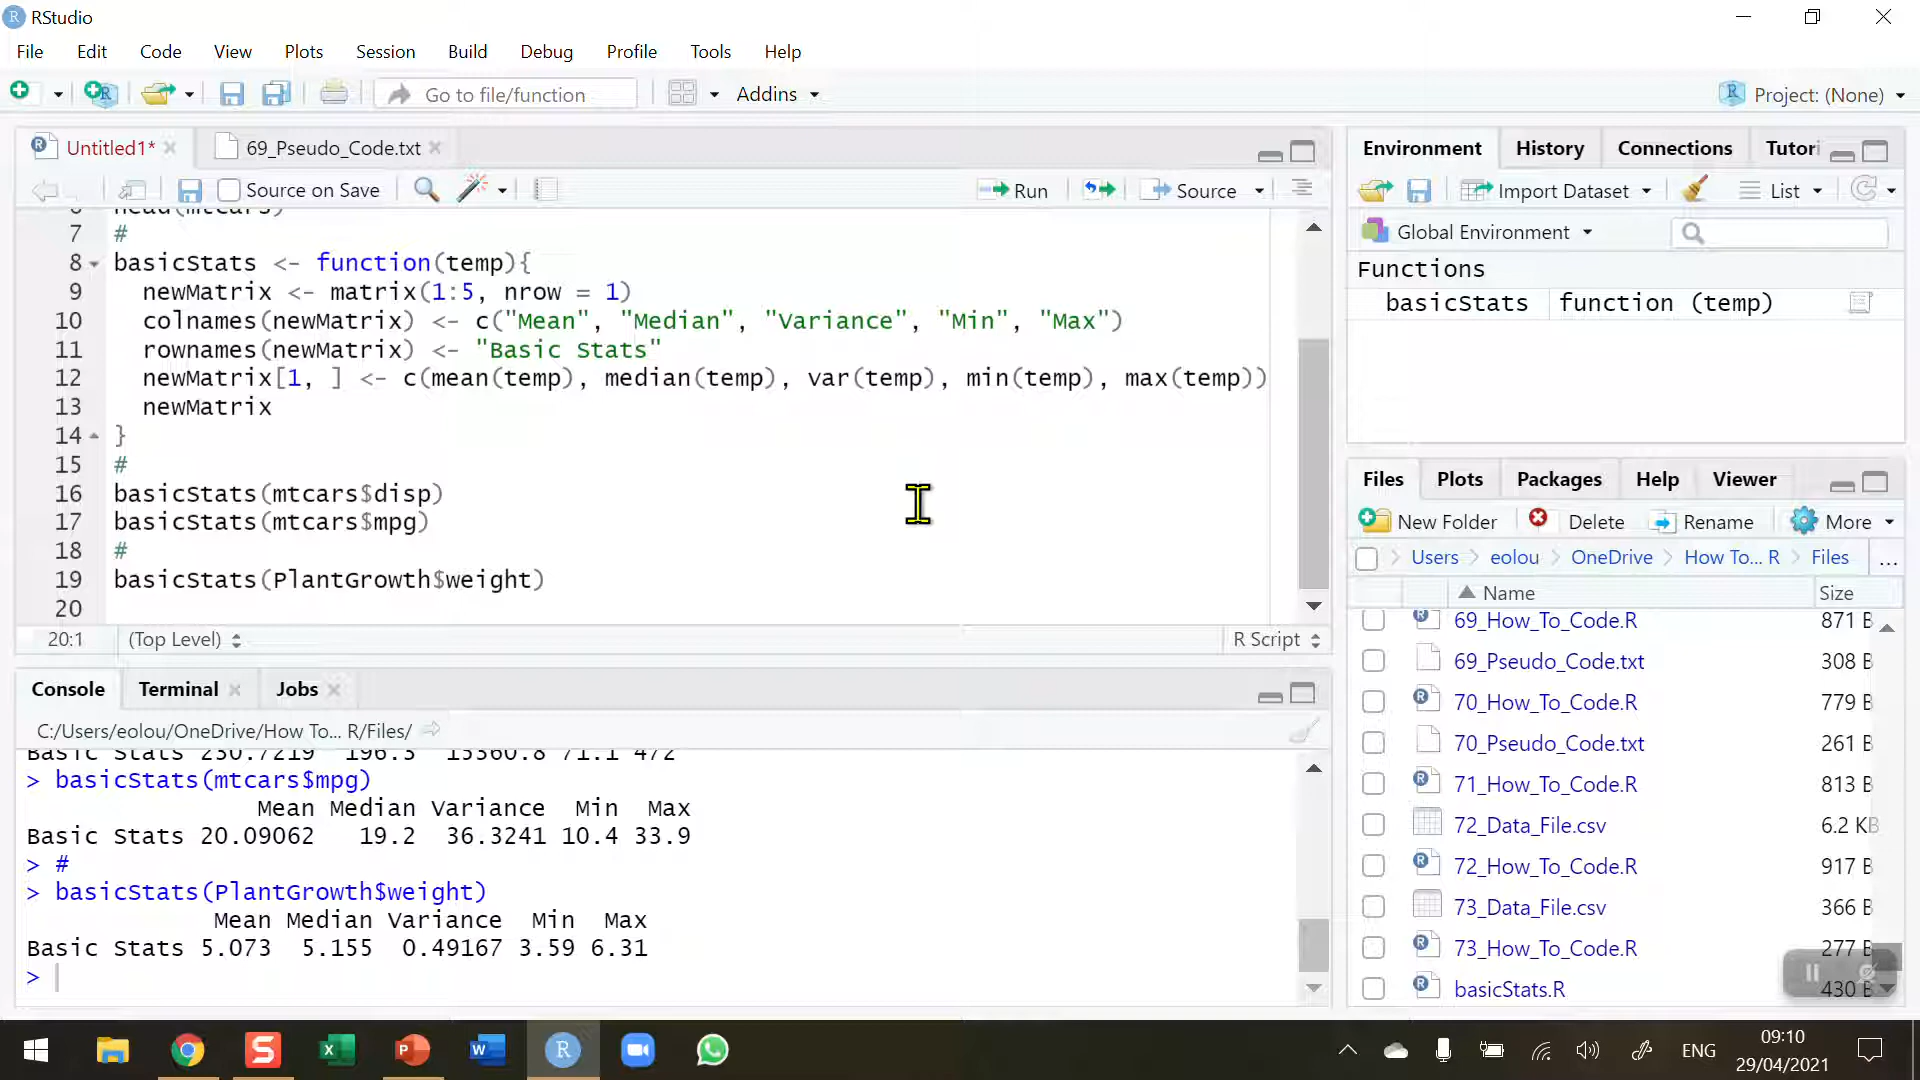 RStudio
File Edit Code View Plots Session Build Debug Profile Tools Help
Go to file/function Addins Project: (None)
Untitled1* 69_Pseudo_Code.txt
Source on Save Run Source
6 head(mtcars)
7 #
8 basicStats <- function(temp){
9 newMatrix <- matrix(1:5, nrow = 1)
10 colnames(newMatrix) <- c("Mean", "Median", "Variance", "Min", "Max")
11 rownames(newMatrix) <- "Basic Stats"
12 newMatrix[1, ] <- c(mean(temp), median(temp), var(temp), min(temp), max(temp))
13 newMatrix
14 }
15 #
16 basicStats(mtcars$disp)
17 basicStats(mtcars$mpg)
18 #
19 basicStats(PlantGrowth$weight)
20
20:1 (Top Level) R Script
Console Terminal Jobs
C:/Users/eolou/OneDrive/How To... R/Files/
Basic Stats 230.7219 196.3 15360.8 71.1 472
> basicStats(mtcars$mpg)
Mean Median Variance Min Max
Basic Stats 20.09062 19.2 36.3241 10.4 33.9
> #
> basicStats(PlantGrowth$weight)
Mean Median Variance Min Max
Basic Stats 5.073 5.155 0.49167 3.59 6.31
>
Environment History Connections Tutori
Import Dataset List
Global Environment
Functions
basicStats function (temp)
Files Plots Packages Help Viewer
New Folder Delete Rename More
Users eolou OneDrive How To... R Files ...
Name Size
69_How_To_Code.R 871 B
69_Pseudo_Code.txt 308 B
70_How_To_Code.R 779 B
70_Pseudo_Code.txt 261 B
71_How_To_Code.R 813 B
72_Data_File.csv 6.2 KB
72_How_To_Code.R 917 B
73_Data_File.csv 366 B
73_How_To_Code.R 277 B
basicStats.R 430 B
ENG 09:10
29/04/2021